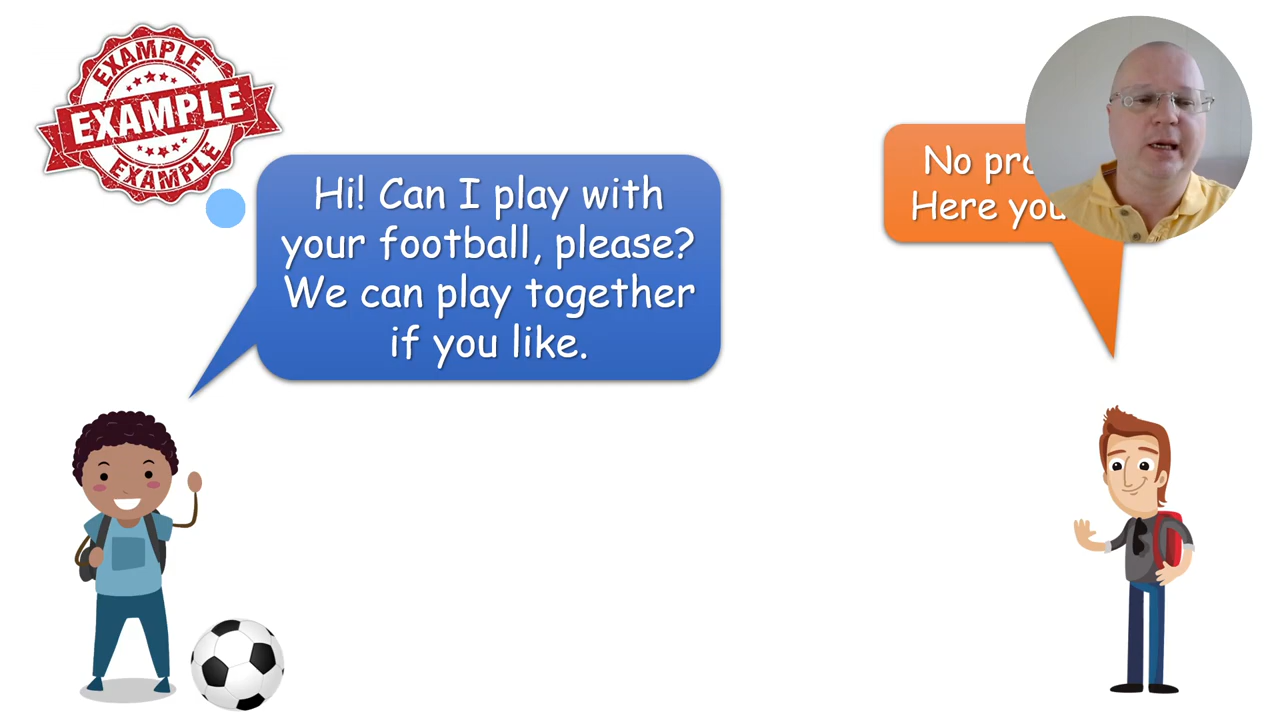 EXAMPLE
EXAMPLE
EXAMPLE
Hi! Can I play with
your football, please?
We can play together
if you like.
No
Here you